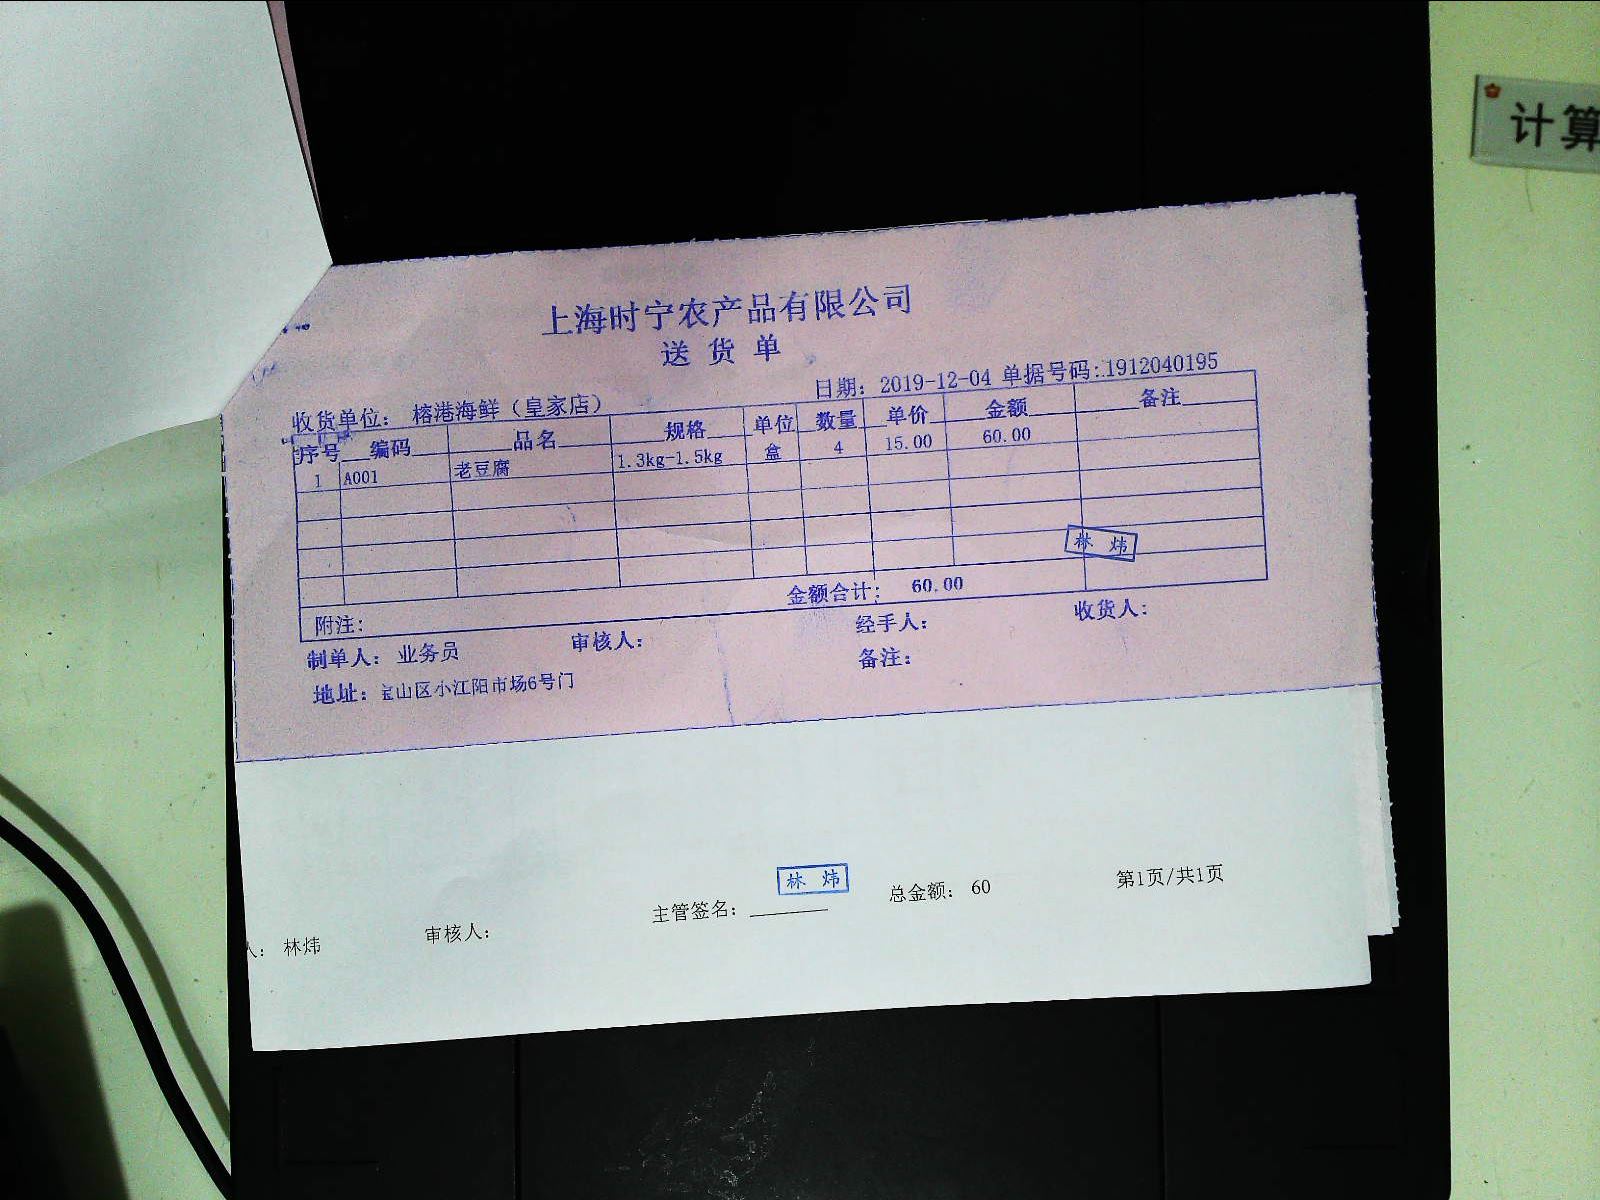 计算
上海时宁农产品有限公司
送货单
收货单位: 榕港海鲜（皇家店） 日期: 2019-12-04 单据号码: 1912040195
序号 编码 品名 规格 单位 数量 单价 金额 备注
1 A001 老豆腐 1.3kg-1.5kg 盒 4 15.00 60.00
林 炜
金额合计: 60.00
附注:
制单人: 业务员 审核人: 经手人: 收货人:
地址: 宝山区小江阳市场6号门 备注:
林 炜
人: 林炜 审核人: 主管签名: 总金额: 60 第1页/共1页